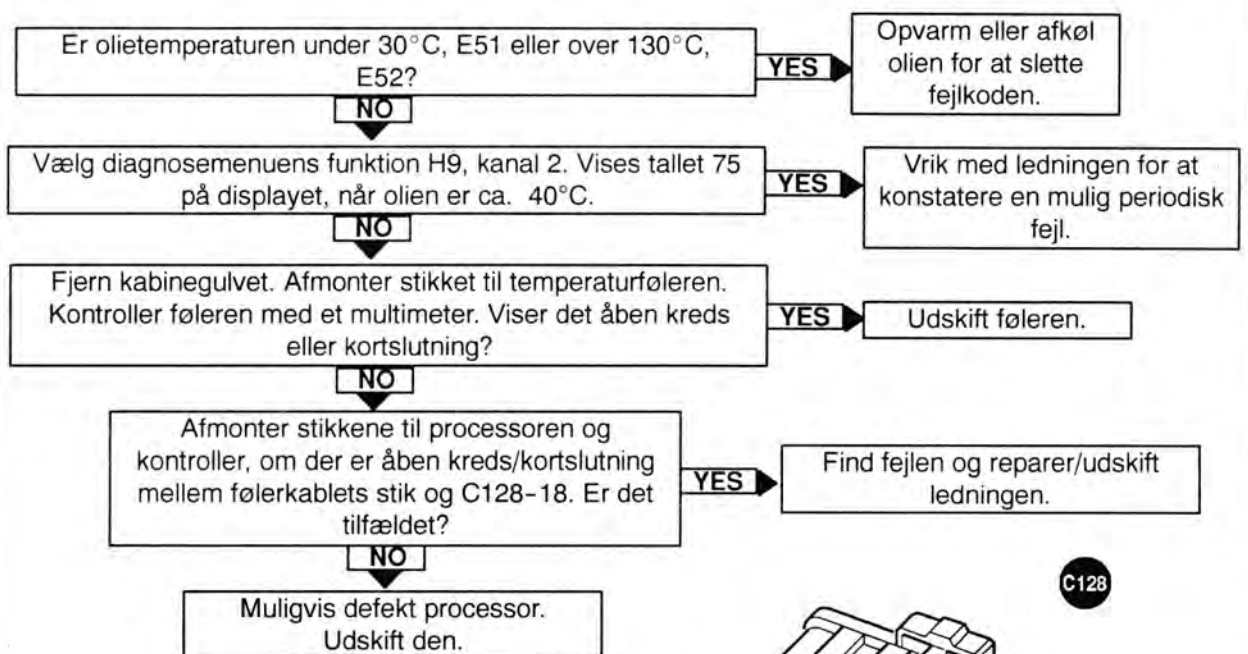 Er olietemperaturen under 30°C, E51 eller over 130°C,
E52?
YES
Opvarm eller afkøl
olien for at slette
fejlkoden.
NO
Vælg diagnosemenuens funktion H9, kanal 2. Vises tallet 75
på displayet, når olien er ca. 40°C.
YES
Vrik med ledningen for at
konstatere en mulig periodisk
fejl.
NO
Fjern kabinegulvet. Afmonter stikket til temperaturføleren.
Kontroller føleren med et multimeter. Viser det åben kreds
eller kortslutning?
YES
Udskift føleren.
NO
Afmonter stikkene til processoren og
kontroller, om der er åben kreds/kortslutning
mellem følerkablets stik og C128-18. Er det
tilfældet?
YES
Find fejlen og reparer/udskift
ledningen.
NO
Muligvis defekt processor.
Udskift den.
C128